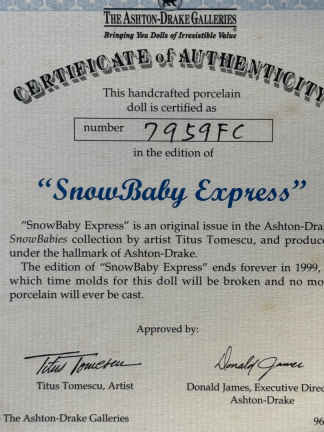 THE ASHTON-DRAKE GALLERIES
Bringing You Dolls of Irresistible Value
CERTIFICATE of AUTHENTICITY
This handcrafted porcelain
doll is certified as
number 7959FC
in the edition of
“SnowBaby Express”
“SnowBaby Express” is an original issue in the Ashton-Dra
SnowBabies collection by artist Titus Tomescu, and produce
under the hallmark of Ashton-Drake.
The edition of “SnowBaby Express” ends forever in 1999,
which time molds for this doll will be broken and no mo
porcelain will ever be cast.
Approved by:
Titus Tomescu
Donald James
Titus Tomescu, Artist
Donald James, Executive Direc
Ashton-Drake
The Ashton-Drake Galleries
96